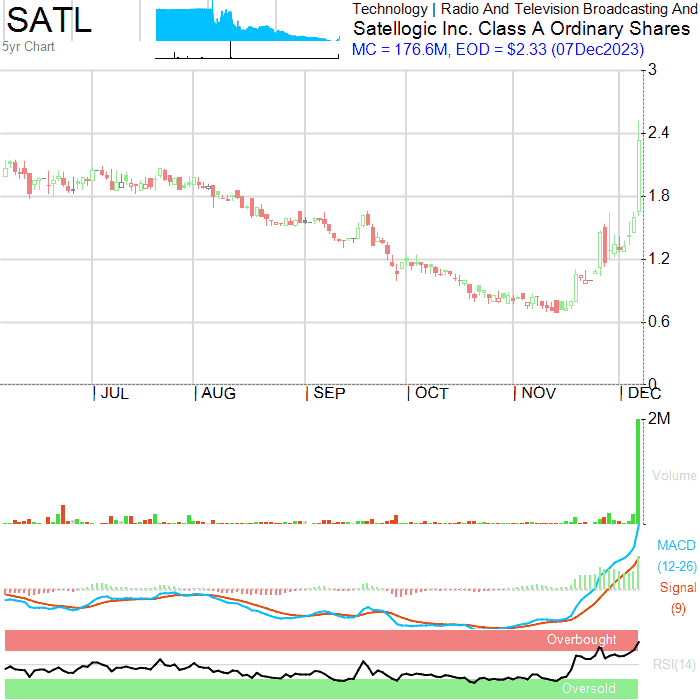 SATL
5yr Chart
Technology | Radio And Television Broadcasting And
Satellogic Inc. Class A Ordinary Shares
MC = 176.6M, EOD = $2.33 (07Dec2023)
3
2.4
1.8
1.2
0.6
0
JUL AUG SEP OCT NOV DEC
2M
Volume
MACD
(12-26)
Signal
(9)
Overbought
RSI(14)
Oversold